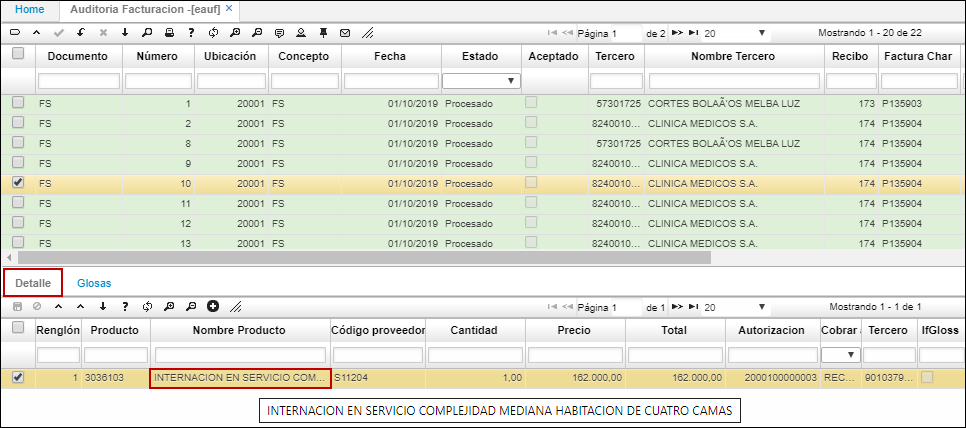 Home Auditoria Facturacion -[eauf] ×
Página 1 de 2 20 Mostrando 1 - 20 de 22
Documento Número Ubicación Concepto Fecha Estado Aceptado Tercero Nombre Tercero Recibo Factura Char
FS 1 20001 FS 01/10/2019 Procesado 57301725 CORTES BOLAÃ'OS MELBA LUZ 173 P135903
FS 2 20001 FS 01/10/2019 Procesado 8240010... CLINICA MEDICOS S.A. 174 P135904
FS 8 20001 FS 01/10/2019 Procesado 57301725 CORTES BOLAÃ'OS MELBA LUZ 174 P135904
FS 9 20001 FS 01/10/2019 Procesado 8240010... CLINICA MEDICOS S.A. 174 P135904
FS 10 20001 FS 01/10/2019 Procesado 8240010... CLINICA MEDICOS S.A. 174 P135904
FS 11 20001 FS 01/10/2019 Procesado 8240010... CLINICA MEDICOS S.A. 174 P135904
FS 12 20001 FS 01/10/2019 Procesado 8240010... CLINICA MEDICOS S.A. 174 P135904
FS 13 20001 FS 01/10/2019 Procesado 8240010... CLINICA MEDICOS S.A. 174 P135904
Detalle Glosas
Página 1 de 1 20 Mostrando 1 - 1 de 1
Renglón Producto Nombre Producto Código proveedor Cantidad Precio Total Autorizacion Cobrar Tercero IfGloss
1 3036103 INTERNACION EN SERVICIO COM... S11204 1,00 162.000,00 162.000,00 2000100000003 REC... 9010379...
INTERNACION EN SERVICIO COMPLEJIDAD MEDIANA HABITACION DE CUATRO CAMAS